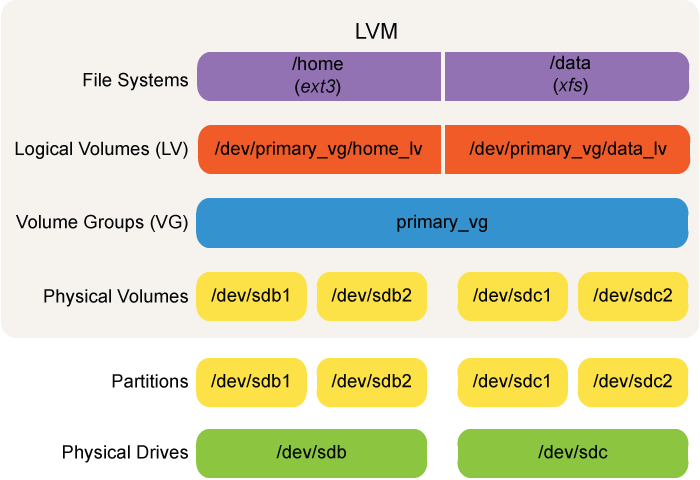 LVM
File Systems
/home
(ext3)
/data
(xfs)
Logical Volumes (LV)
/dev/primary_vg/home_lv
/dev/primary_vg/data_lv
Volume Groups (VG)
primary_vg
Physical Volumes
/dev/sdb1
/dev/sdb2
/dev/sdc1
/dev/sdc2
Partitions
/dev/sdb1
/dev/sdb2
/dev/sdc1
/dev/sdc2
Physical Drives
/dev/sdb
/dev/sdc